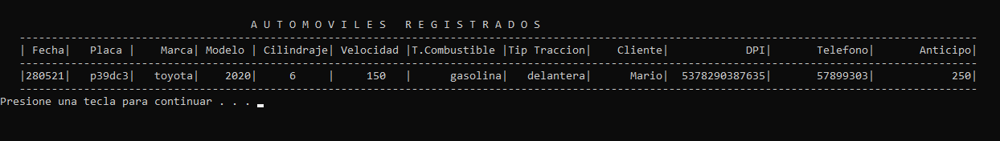 A U T O M O V I L E S   R E G I S T R A D O S
-----------------------------------------------------------------------------------------------------------------------------------------------------
| Fecha|   Placa |    Marca| Modelo | Cilindraje| Velocidad |T.Combustible |Tip Traccion|    Cliente|            DPI|       Telefono|       Anticipo|
-----------------------------------------------------------------------------------------------------------------------------------------------------
|280521|   p39dc3|   toyota|    2020|     6     |     150   |      gasolina|   delantera|      Mario|  5378290387635|       57899303|            250|
-----------------------------------------------------------------------------------------------------------------------------------------------------
Presione una tecla para continuar . . .